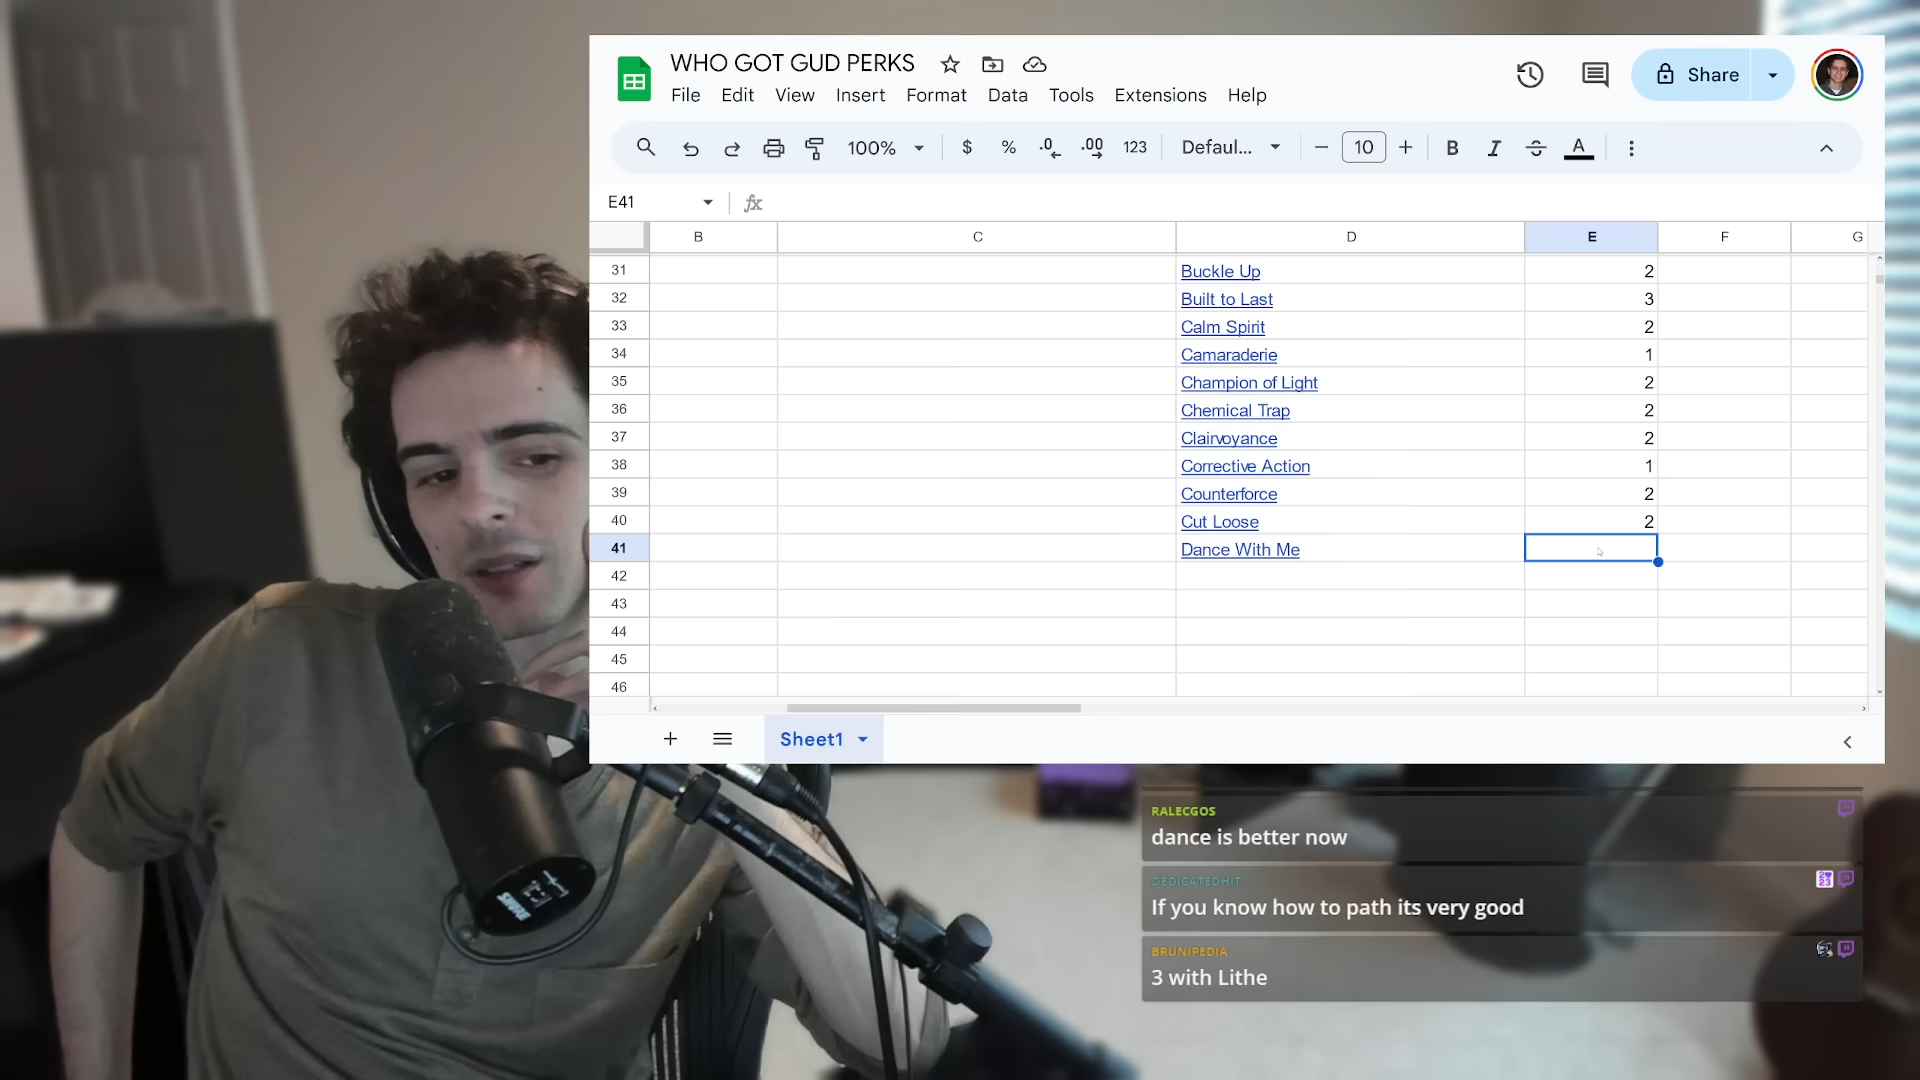 WHO GOT GUD PERKS
Share
File Edit View Insert Format Data Tools Extensions Help
100% $ % .0 .00 123 Defaul... 10 B I A
E41 fx
B C D E F G
31 Buckle Up 2
32 Built to Last 3
33 Calm Spirit 2
34 Camaraderie 1
35 Champion of Light 2
36 Chemical Trap 2
37 Clairvoyance 2
38 Corrective Action 1
39 Counterforce 2
40 Cut Loose 2
41 Dance With Me
42
43
44
45
46
Sheet1
RALECGOS
dance is better now
DEDICATEDHIT
If you know how to path its very good
BRUNIPEDIA
3 with Lithe
SHURE